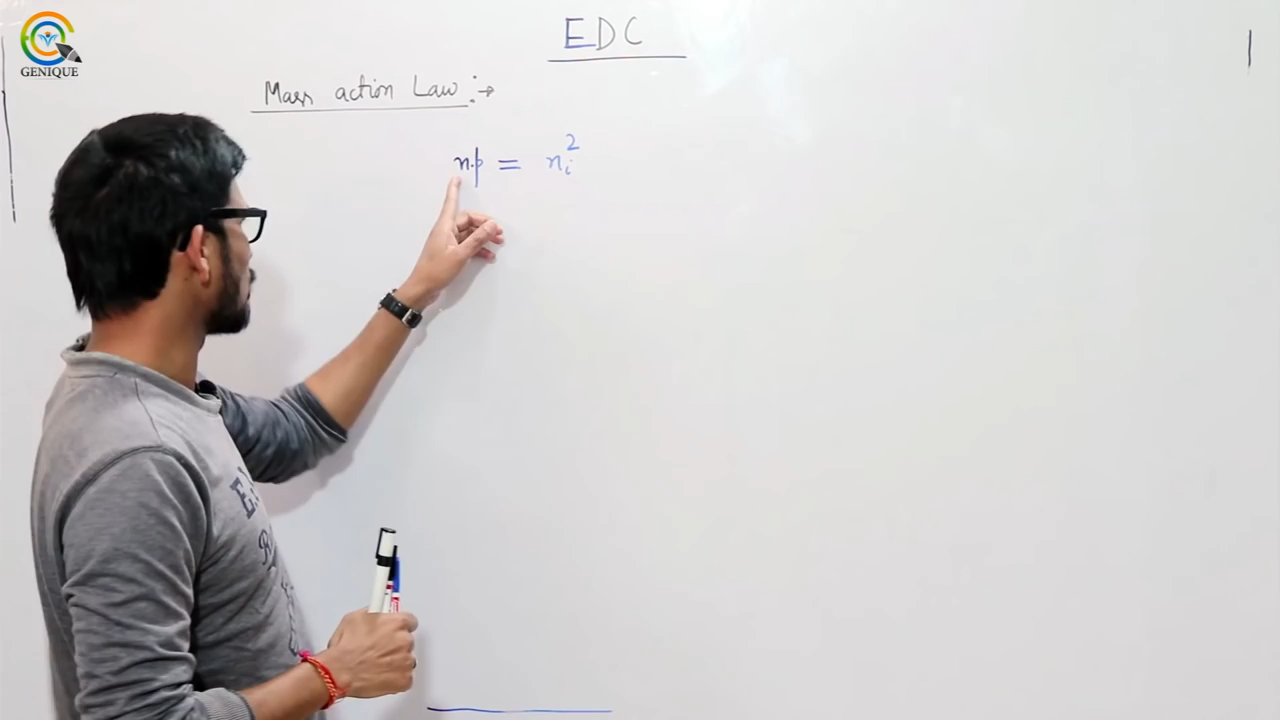 GENIQUE
EDC
Mass action Law :→
n.p = nᵢ²